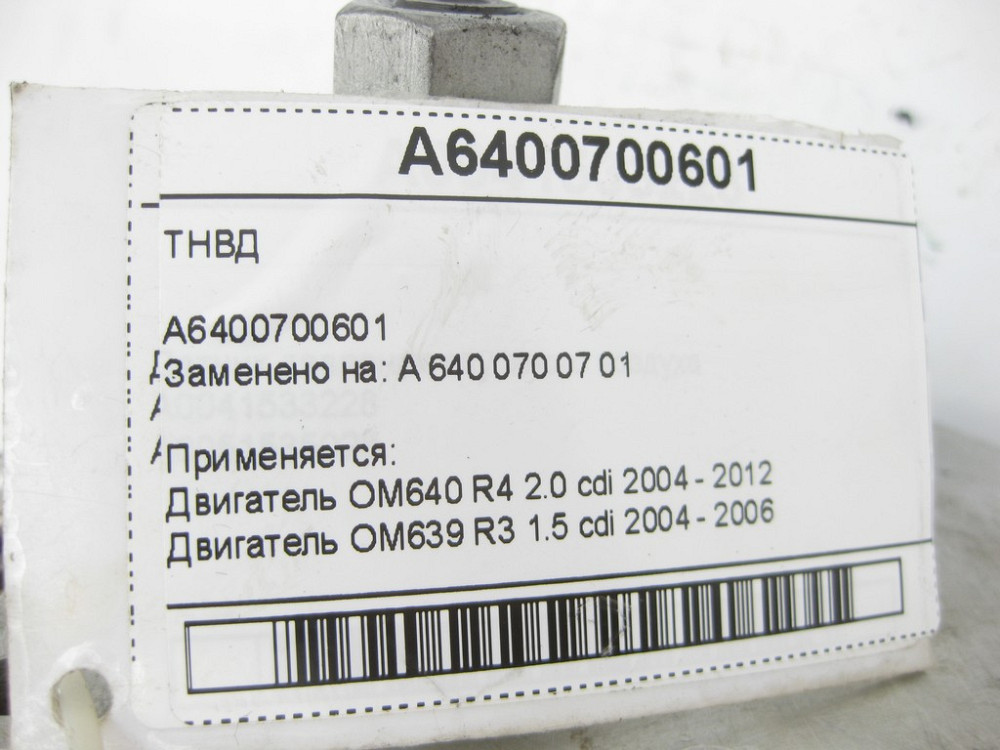 A6400700601
ТНВД
A6400700601
Заменено на: A 640 070 07 01
Применяется:
Двигатель OM640 R4 2.0 cdi 2004 - 2012
Двигатель OM639 R3 1.5 cdi 2004 - 2006